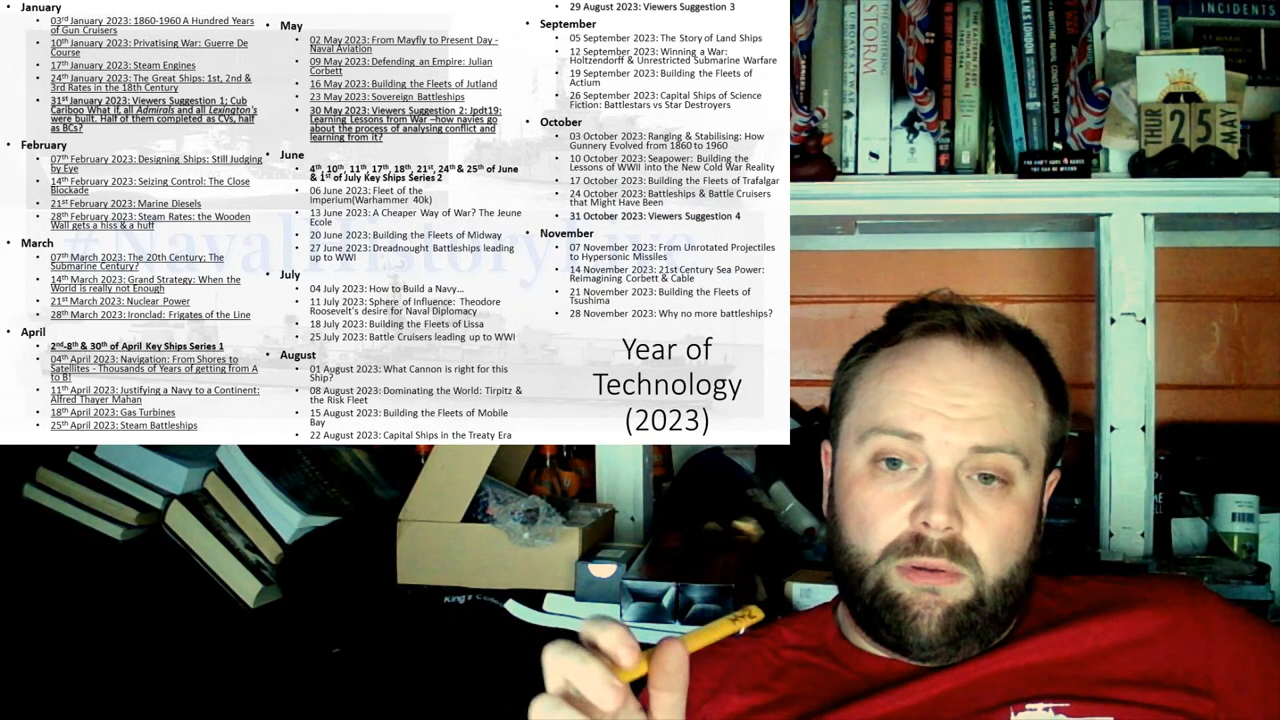 January
03rd January 2023: 1860-1960 A Hundred Years
of Gun Cruisers
10th January 2023: Privatising War: Guerre De
Course
17th January 2023: Steam Engines
24th January 2023: The Great Ships: 1st, 2nd &
3rd Rates in the 18th Century
31st January 2023: Viewers Suggestion 1; Cub
Cariboo What if, all Admirals and all Lexington's
were built. Half of them completed as CVs, half
as BCs?
February
07th February 2023: Designing Ships: Still Judging
by Eye
14th February 2023: Seizing Control: The Close
Blockade
21st February 2023: Marine Diesels
28th February 2023: Steam Rates: the Wooden
Wall gets a hiss & a huff
March
07th March 2023: The 20th Century; The
Submarine Century?
14th March 2023: Grand Strategy: When the
World is really not Enough
21st March 2023: Nuclear Power
28th March 2023: Ironclad: Frigates of the Line
April
2nd-8th & 30th of April Key Ships Series 1
04th April 2023: Navigation: From Shores to
Satellites - Thousands of Years of getting from A
to B!
11th April 2023: Justifying a Navy to a Continent:
Alfred Thayer Mahan
18th April 2023: Gas Turbines
25th April 2023: Steam Battleships
May
02 May 2023: From Mayfly to Present Day -
Naval Aviation
09 May 2023: Defending an Empire: Julian
Corbett
16 May 2023: Building the Fleets of Jutland
23 May 2023: Sovereign Battleships
30 May 2023: Viewers Suggestion 2: Jpdt19:
Learning Lessons from War –how navies go
about the process of analysing conflict and
learning from it?
June
4th, 10th, 11th, 17th, 18th, 21st, 24th & 25th of June
& 1st of July Key Ships Series 2
06 June 2023: Fleet of the
Imperium(Warhammer 40k)
13 June 2023: A Cheaper Way of War? The Jeune
Ecole
20 June 2023: Building the Fleets of Midway
27 June 2023: Dreadnought Battleships leading
up to WWI
July
04 July 2023: How to Build a Navy…
11 July 2023: Sphere of Influence: Theodore
Roosevelt's desire for Naval Diplomacy
18 July 2023: Building the Fleets of Lissa
25 July 2023: Battle Cruisers leading up to WWI
August
01 August 2023: What Cannon is right for this
Ship?
08 August 2023: Dominating the World: Tirpitz &
the Risk Fleet
15 August 2023: Building the Fleets of Mobile
Bay
22 August 2023: Capital Ships in the Treaty Era
29 August 2023: Viewers Suggestion 3
September
05 September 2023: The Story of Land Ships
12 September 2023: Winning a War:
Holtzendorff & Unrestricted Submarine Warfare
19 September 2023: Building the Fleets of
Actium
26 September 2023: Capital Ships of Science
Fiction: Battlestars vs Star Destroyers
October
03 October 2023: Ranging & Stabilising: How
Gunnery Evolved from 1860 to 1960
10 October 2023: Seapower: Building the
Lessons of WWII into the New Cold War Reality
17 October 2023: Building the Fleets of Trafalgar
24 October 2023: Battleships & Battle Cruisers
that Might Have Been
31 October 2023: Viewers Suggestion 4
November
07 November 2023: From Unrotated Projectiles
to Hypersonic Missiles
14 November 2023: 21st Century Sea Power:
Reimagining Corbett & Cable
21 November 2023: Building the Fleets of
Tsushima
28 November 2023: Why no more battleships?
Year of
Technology
(2023)
THE GATHERING
STORM
INCIDENTS
THUR 25 MAY